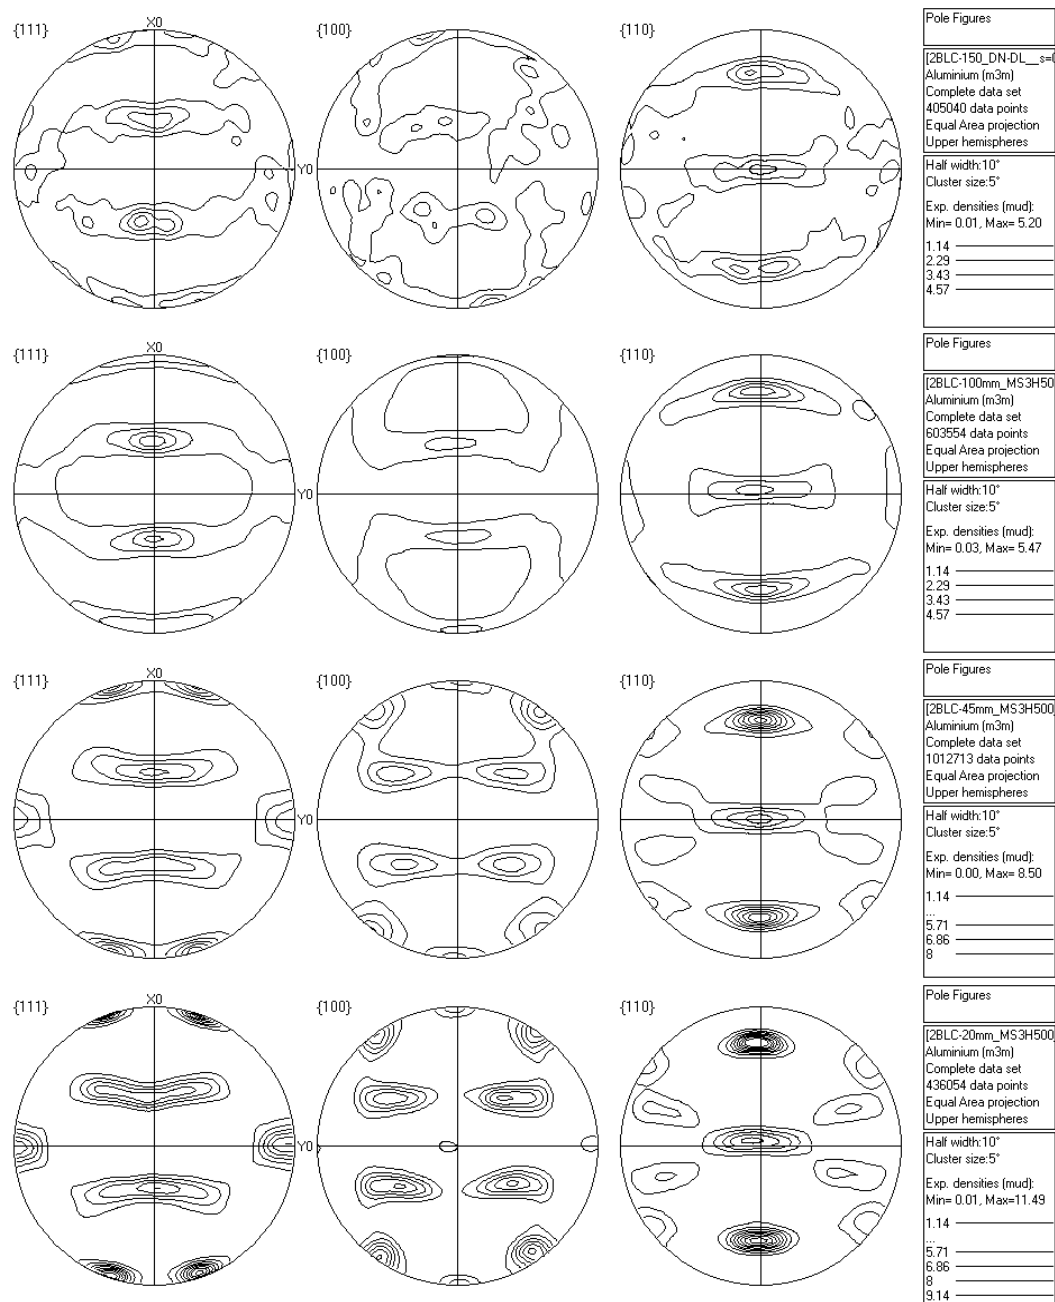 {111}
X0
{100}
{110}
Y0
Pole Figures
[2BLC-150_DN-DL__s=
Aluminium (m3m)
Complete data set
405040 data points
Equal Area projection
Upper hemispheres
Half width:10°
Cluster size:5°
Exp. densities (mud):
Min= 0.01, Max= 5.20
1.14
2.29
3.43
4.57
{111}
X0
{100}
{110}
Y0
Pole Figures
[2BLC-100mm_MS3H50
Aluminium (m3m)
Complete data set
603554 data points
Equal Area projection
Upper hemispheres
Half width:10°
Cluster size:5°
Exp. densities (mud):
Min= 0.03, Max= 5.47
1.14
2.29
3.43
4.57
{111}
X0
{100}
{110}
Y0
Pole Figures
[2BLC-45mm_MS3H500
Aluminium (m3m)
Complete data set
1012713 data points
Equal Area projection
Upper hemispheres
Half width:10°
Cluster size:5°
Exp. densities (mud):
Min= 0.00, Max= 8.50
1.14
...
5.71
6.86
8
{111}
X0
{100}
{110}
Y0
Pole Figures
[2BLC-20mm_MS3H500
Aluminium (m3m)
Complete data set
436054 data points
Equal Area projection
Upper hemispheres
Half width:10°
Cluster size:5°
Exp. densities (mud):
Min= 0.01, Max=11.49
1.14
...
5.71
6.86
8
9.14